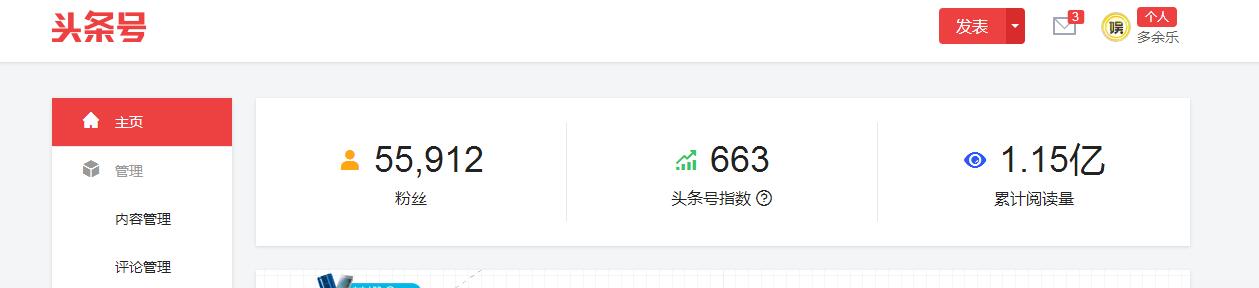 头条号
发表
3
娱
个人
多余乐
主页
55,912
663
1.15亿
管理
粉丝
头条号指数 ?
累计阅读量
内容管理
评论管理